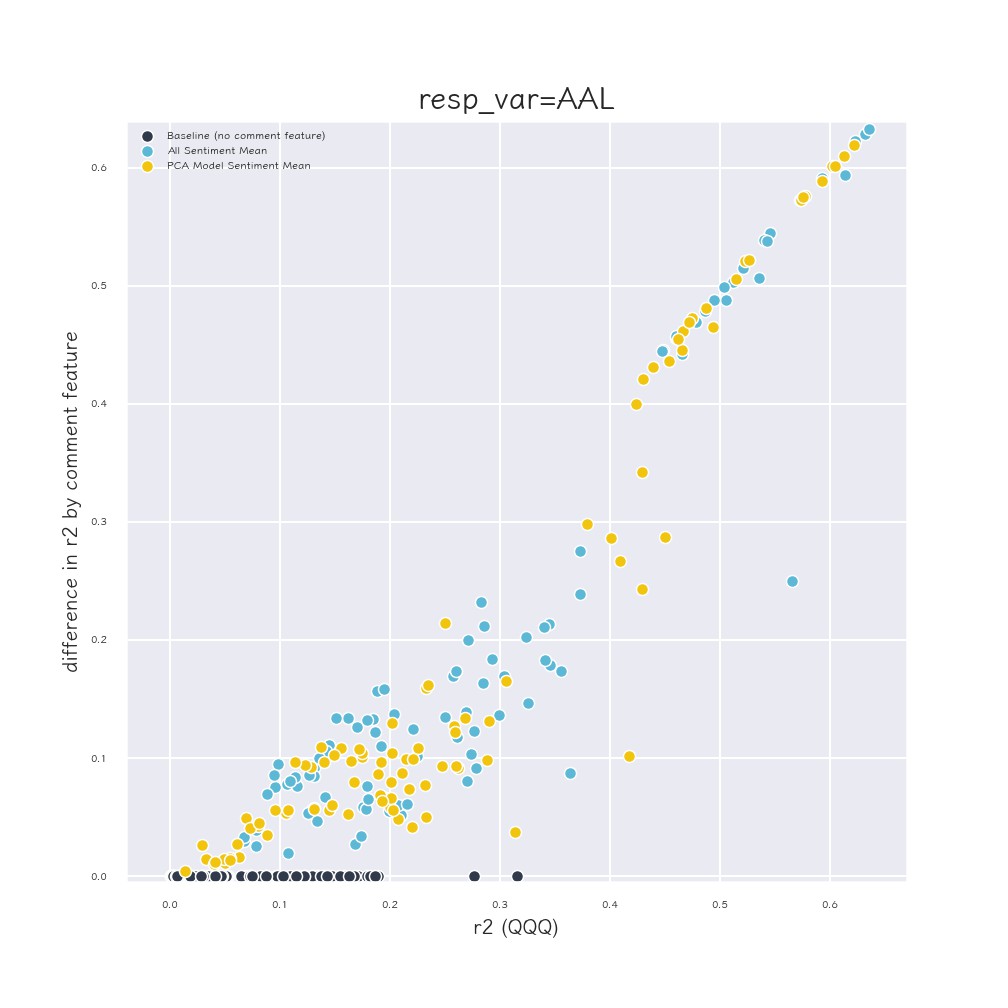 resp_var=AAL
Baseline (no comment feature)
All Sentiment Mean
PCA Model Sentiment Mean
0.6
0.5
0.4
0.3
0.2
0.1
0.0
difference in r2 by comment feature
0.0 0.1 0.2 0.3 0.4 0.5 0.6
r2 (QQQ)